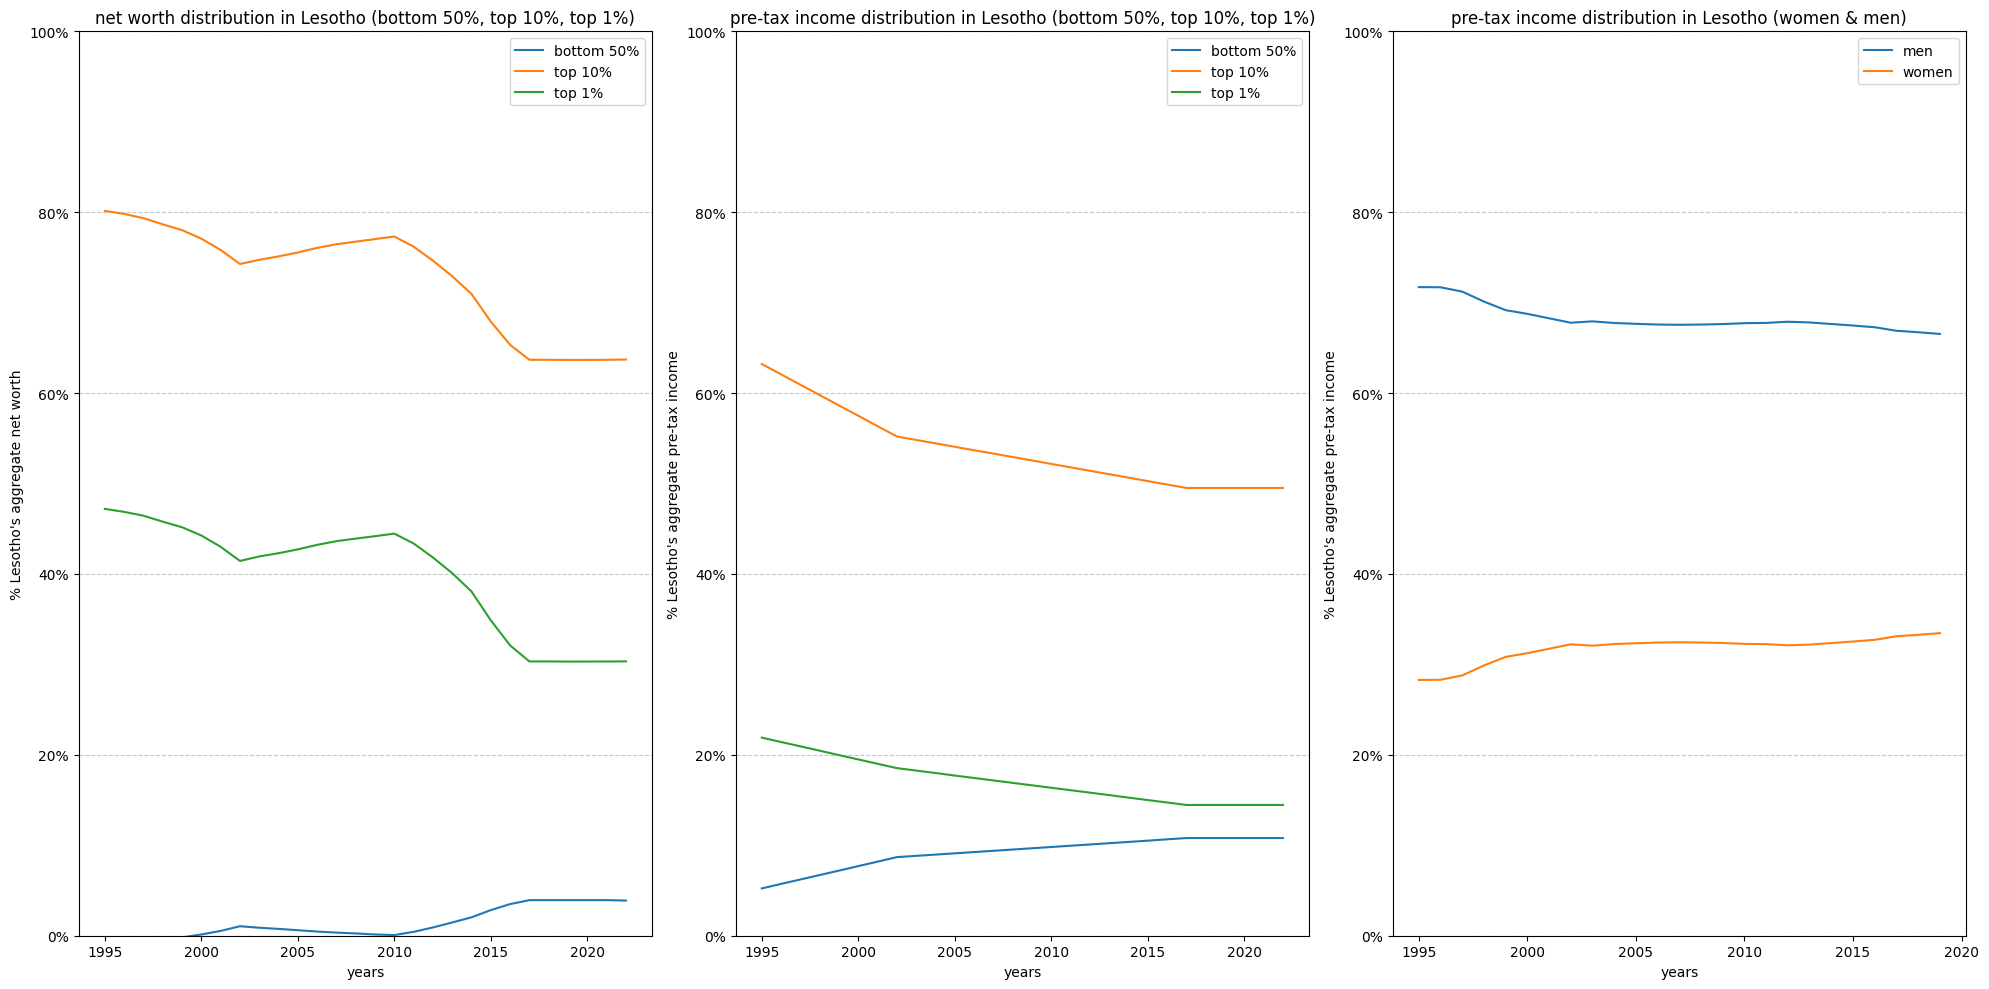 net worth distribution in Lesotho (bottom 50%, top 10%, top 1%)
100%
80%
60%
40%
20%
0%
% Lesotho's aggregate net worth
bottom 50%
top 10%
top 1%
1995
2000
2005
2010
2015
2020
years
pre-tax income distribution in Lesotho (bottom 50%, top 10%, top 1%)
100%
80%
60%
40%
20%
0%
% Lesotho's aggregate pre-tax income
bottom 50%
top 10%
top 1%
1995
2000
2005
2010
2015
2020
years
pre-tax income distribution in Lesotho (women & men)
100%
80%
60%
40%
20%
0%
% Lesotho's aggregate pre-tax income
men
women
1995
2000
2005
2010
2015
2020
years